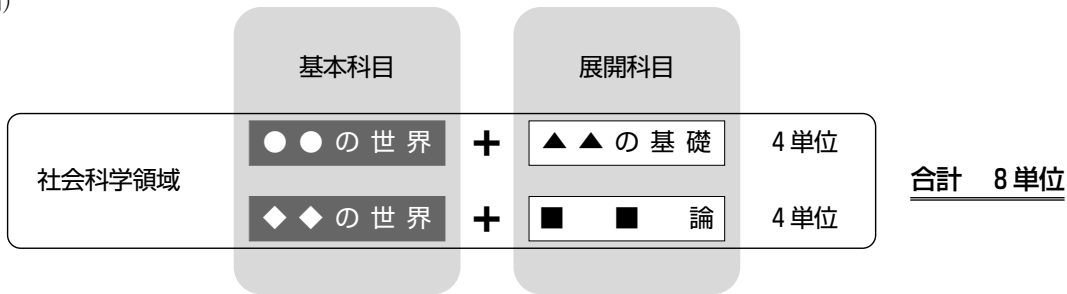 基本科目 展開科目
●●の世界 + ▲▲の基礎 4単位
社会科学領域 合計 8単位
◆◆の世界 + ■■論 4単位